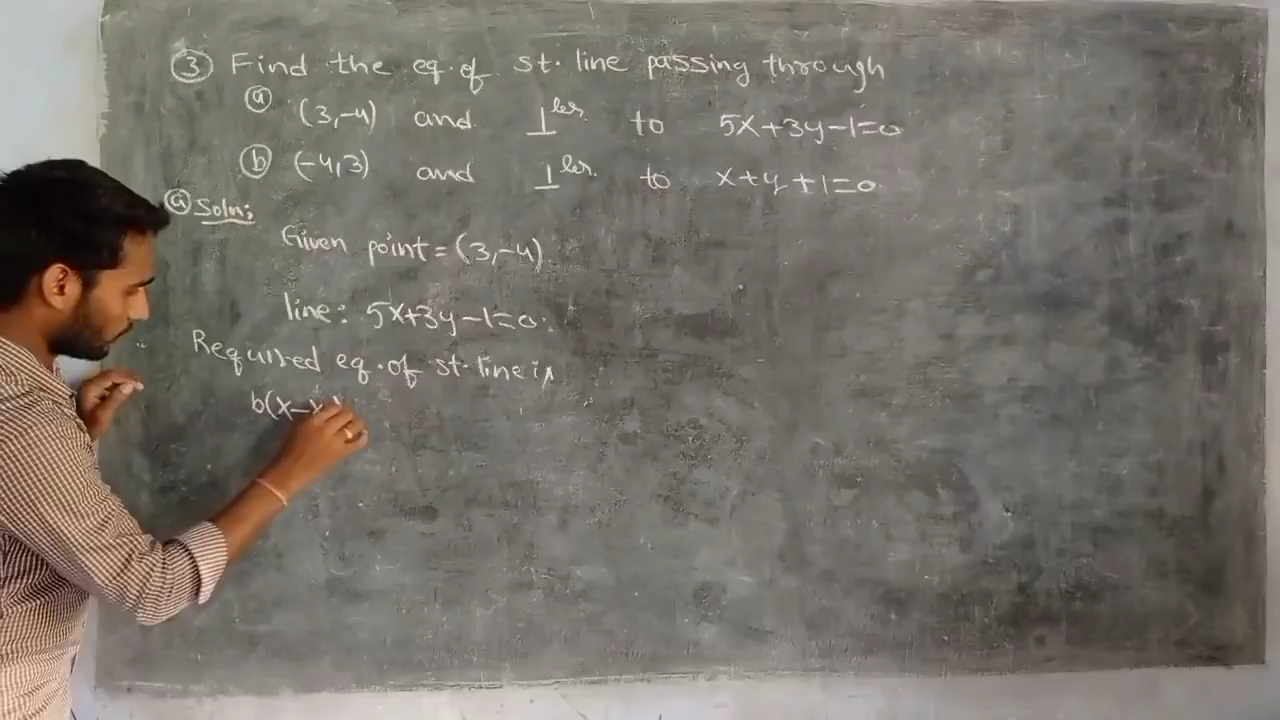 ③ Find the eq. of st. line passing through
ⓐ (3,-4) and ⊥ler to 5x+3y-1=0
ⓑ (-4,3) and ⊥ler. to x+y+1=0.
ⓐ Soln;
Given point = (3,-4)
line: 5x+3y-1=0.
Required eq. of st. line is
b(x-x